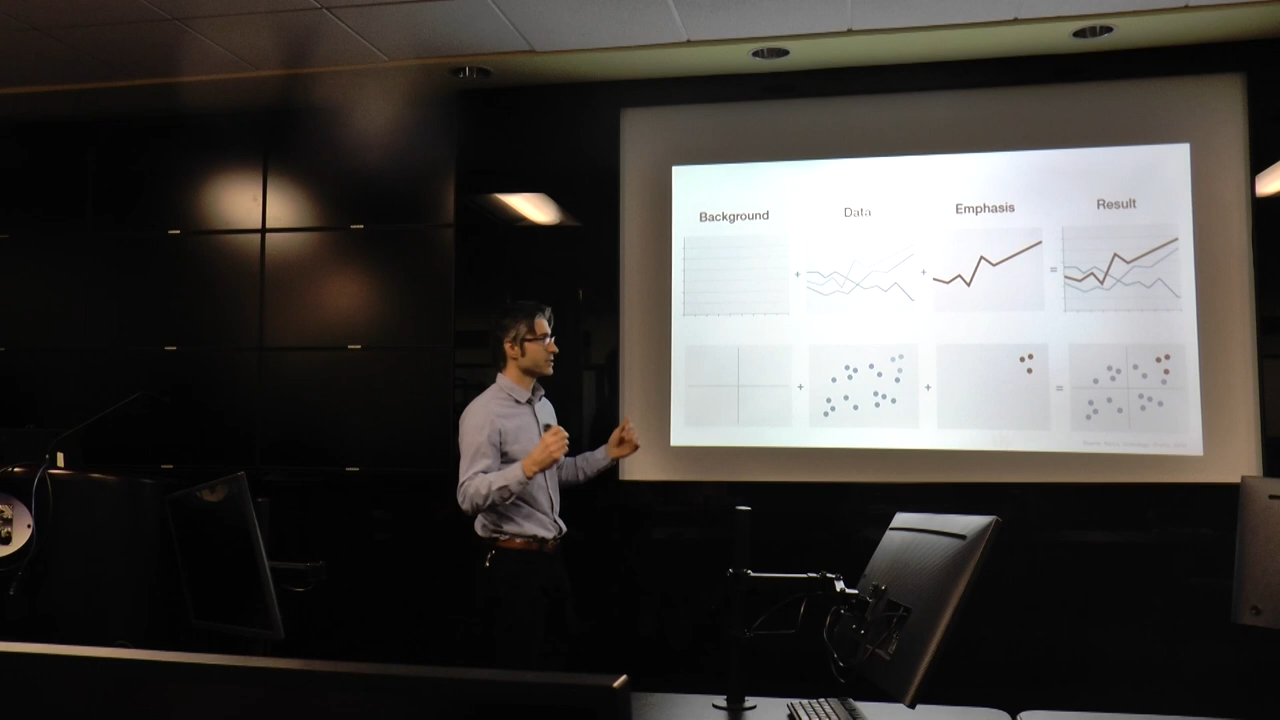 Background
Data
Emphasis
Result
+ + =
+ + =